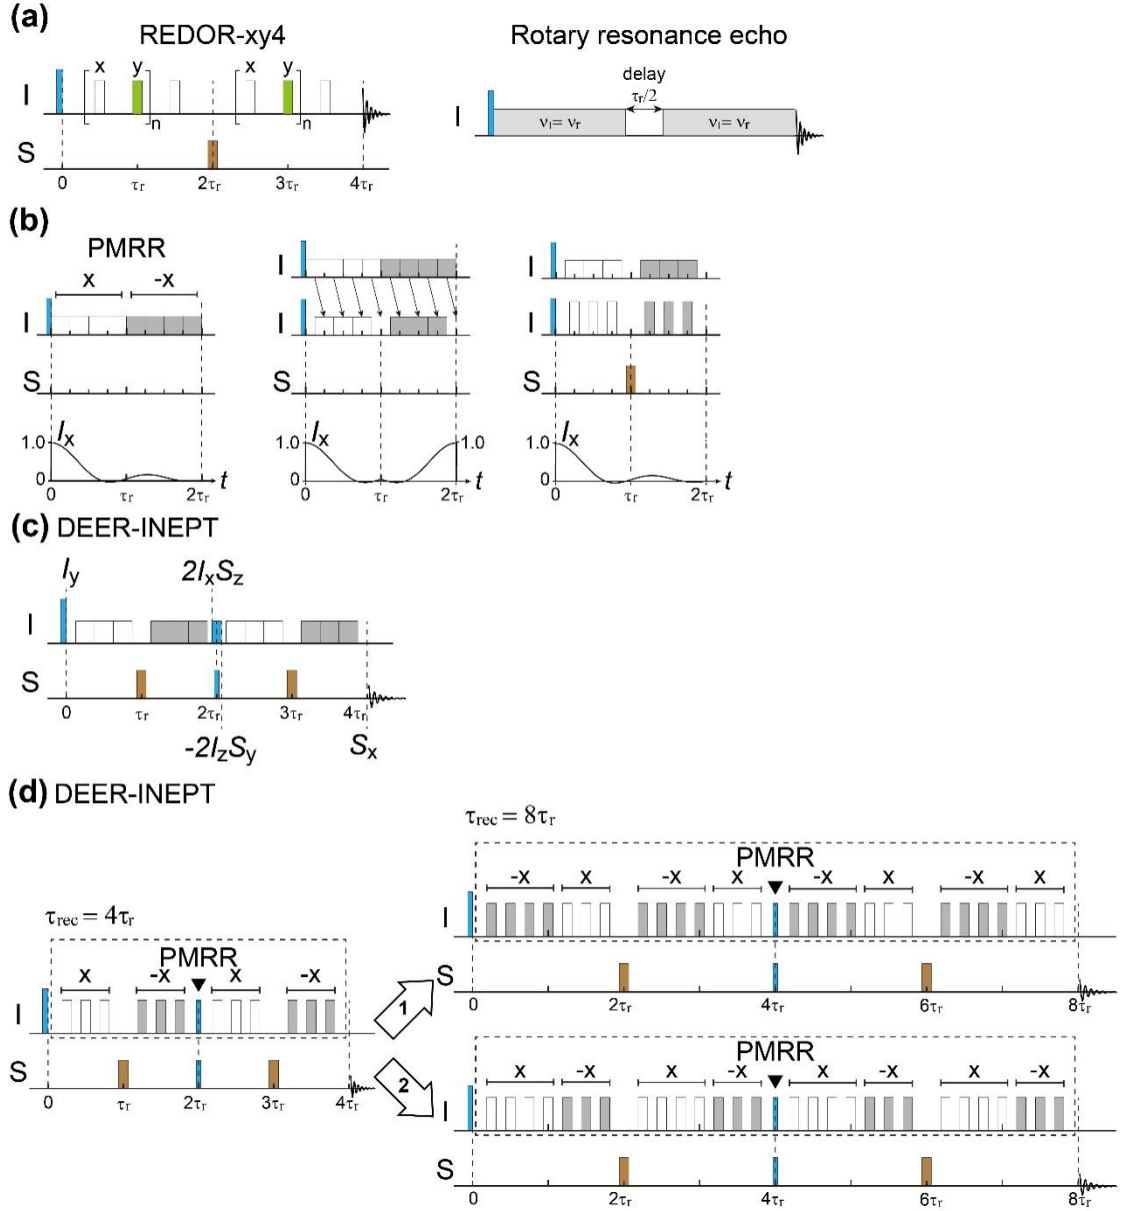 (a)
REDOR-xy4
Rotary resonance echo
x y x y
delay
τr/2
I
n n
I
νI = νr νI = νr
S
0 τr 2τr 3τr 4τr
(b)
PMRR
x -x
I
I
I
I
I
S
S
1.0 Ix
0
0 τr 2τr t
1.0 Ix 1.0
0
0 τr 2τr t
1.0 Ix
0
0 τr 2τr t
(c) DEER-INEPT
Iy
2IxSz
I
S
0 τr 2τr 3τr 4τr
-2IzSy
Sx
(d) DEER-INEPT
τrec = 4τr
PMRR
x -x x -x
I
S
0 τr 2τr 3τr 4τr
1
2
τrec = 8τr
PMRR
-x x -x x -x x -x x
I
S
0 2τr 4τr 6τr 8τr
PMRR
x -x x -x x -x x -x
I
S
0 2τr 4τr 6τr 8τr